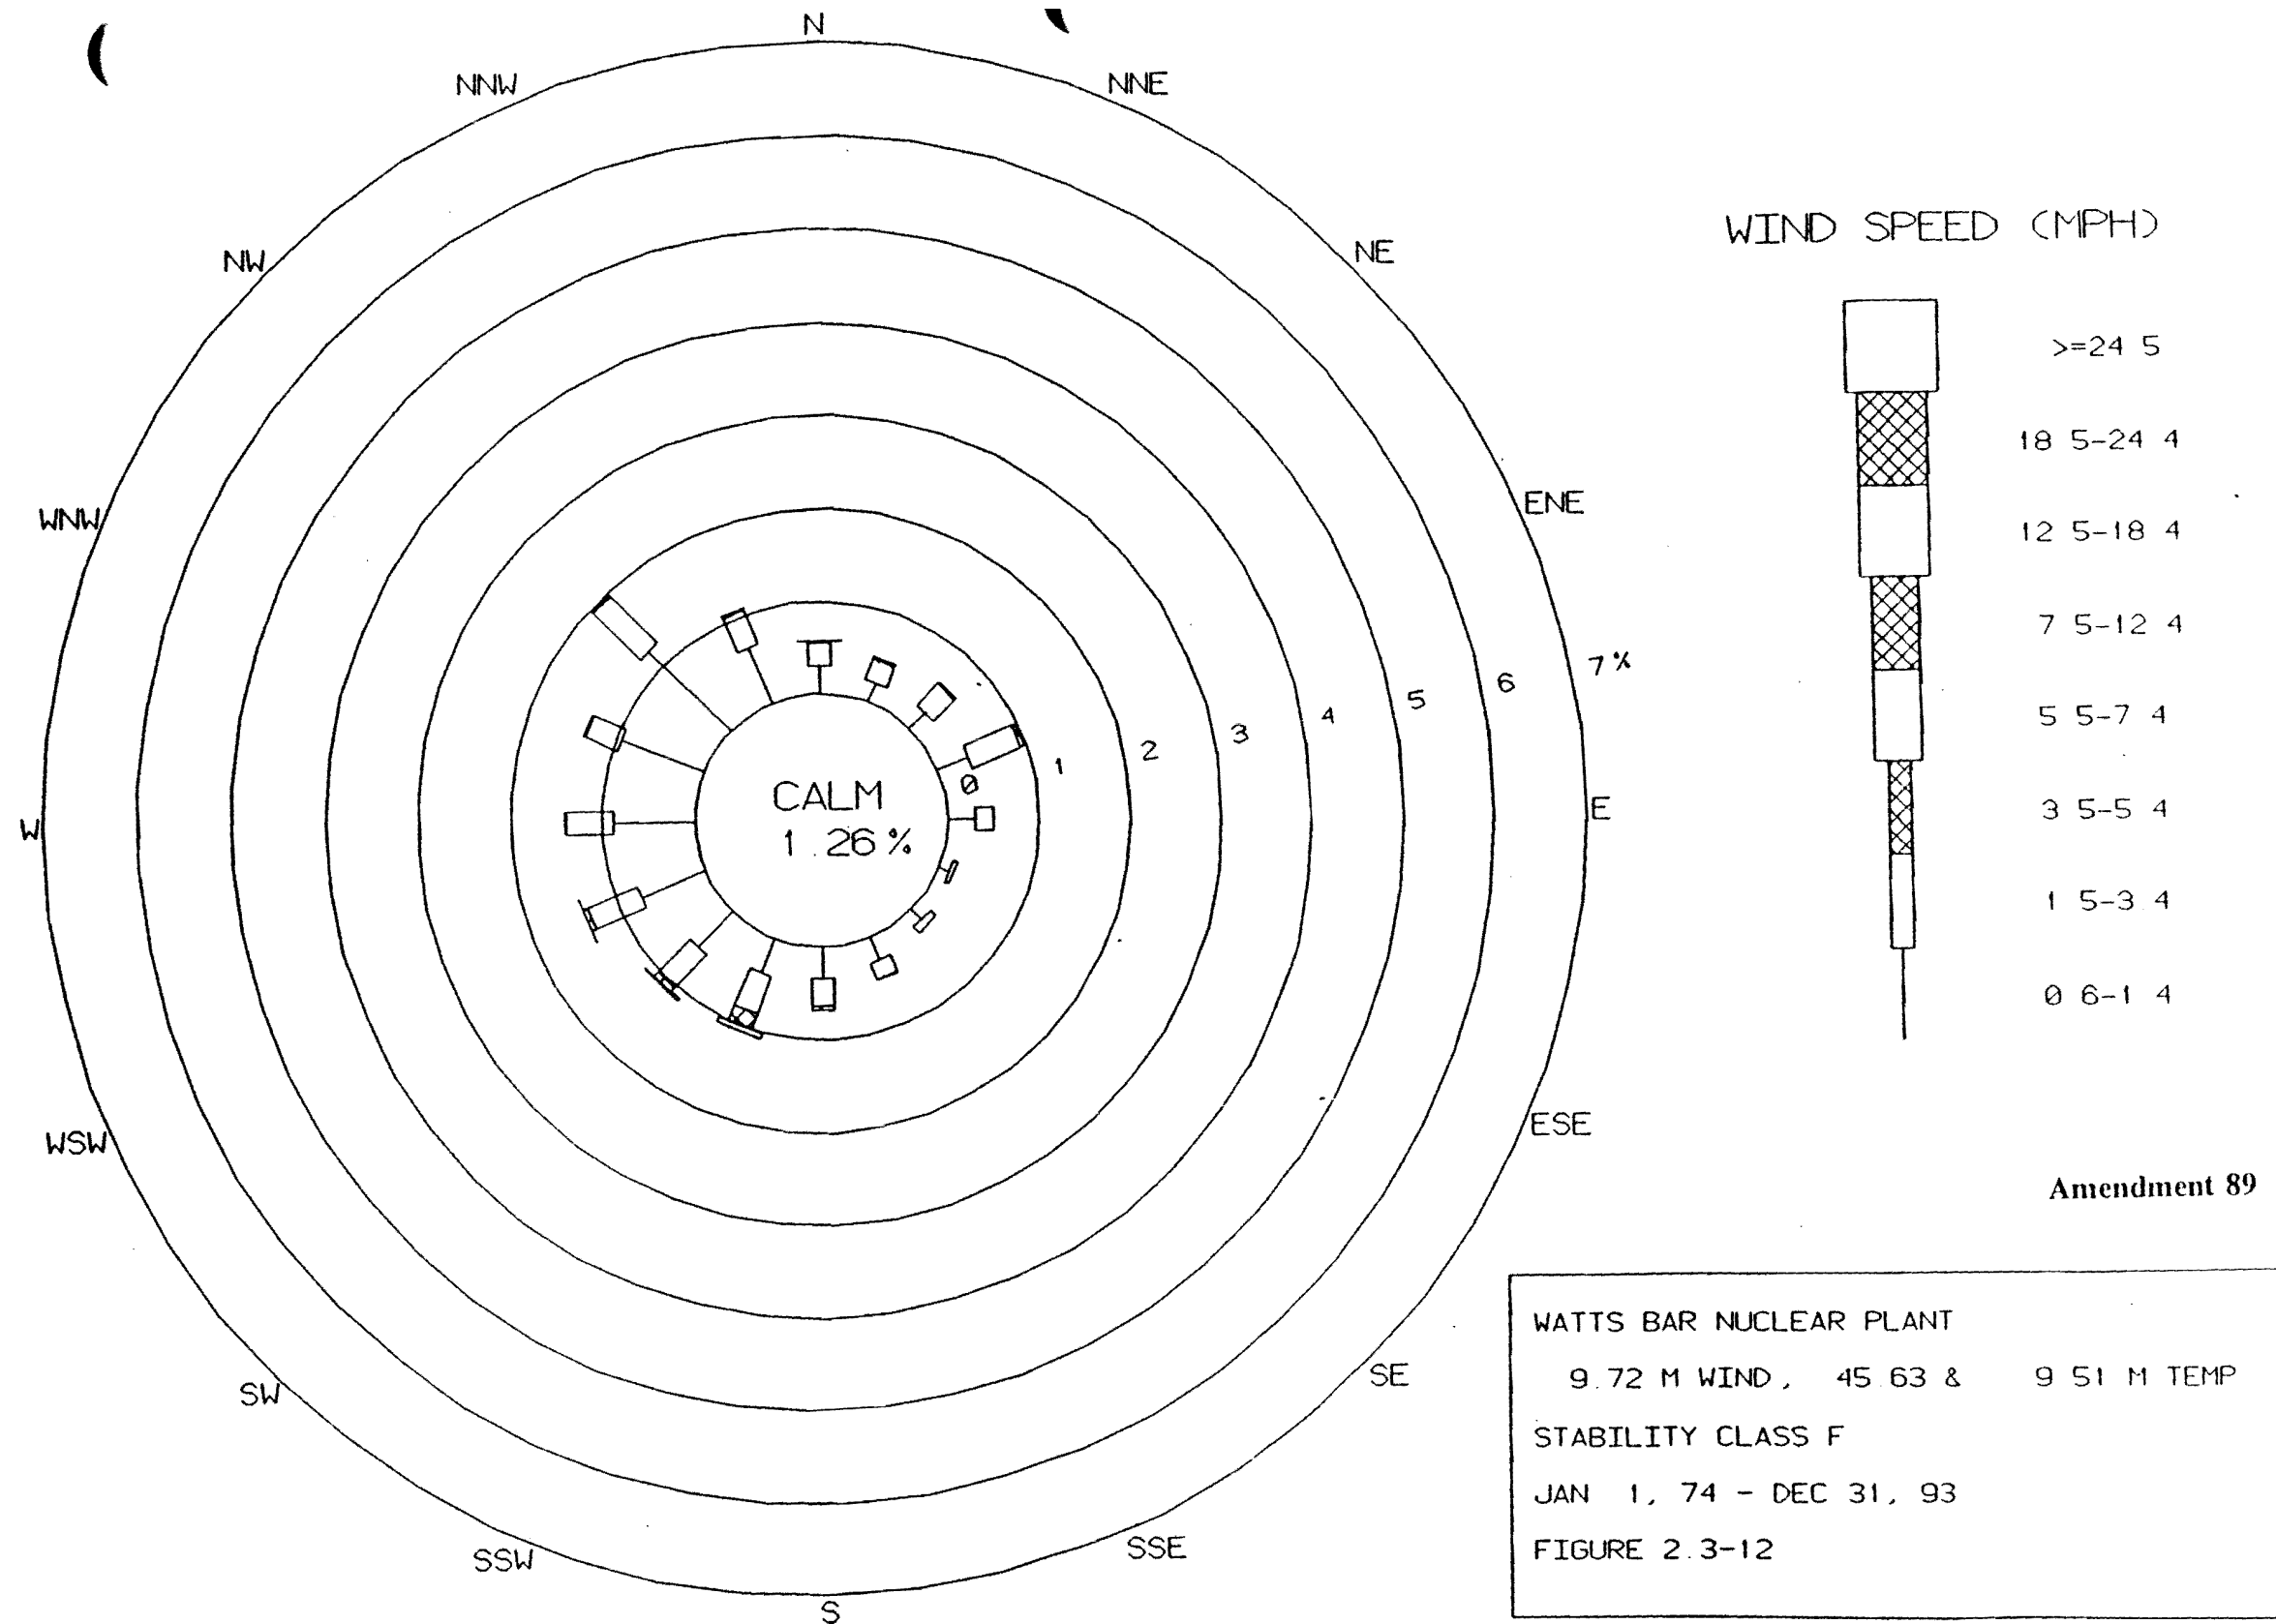 N
NNW
NNE
NW
NE
WNW
ENE
W
E
WSW
ESE
SW
SE
SSW
SSE
S
CALM
1.26%
0
1
2
3
4
5
6
7%
WIND SPEED (MPH)
>=24 5
18 5-24 4
12 5-18 4
7 5-12 4
5 5-7 4
3 5-5 4
1 5-3 4
0 6-1 4
Amendment 89
WATTS BAR NUCLEAR PLANT
9.72 M WIND, 45.63 & 9 51 M TEMP
STABILITY CLASS F
JAN 1, 74 - DEC 31, 93
FIGURE 2.3-12